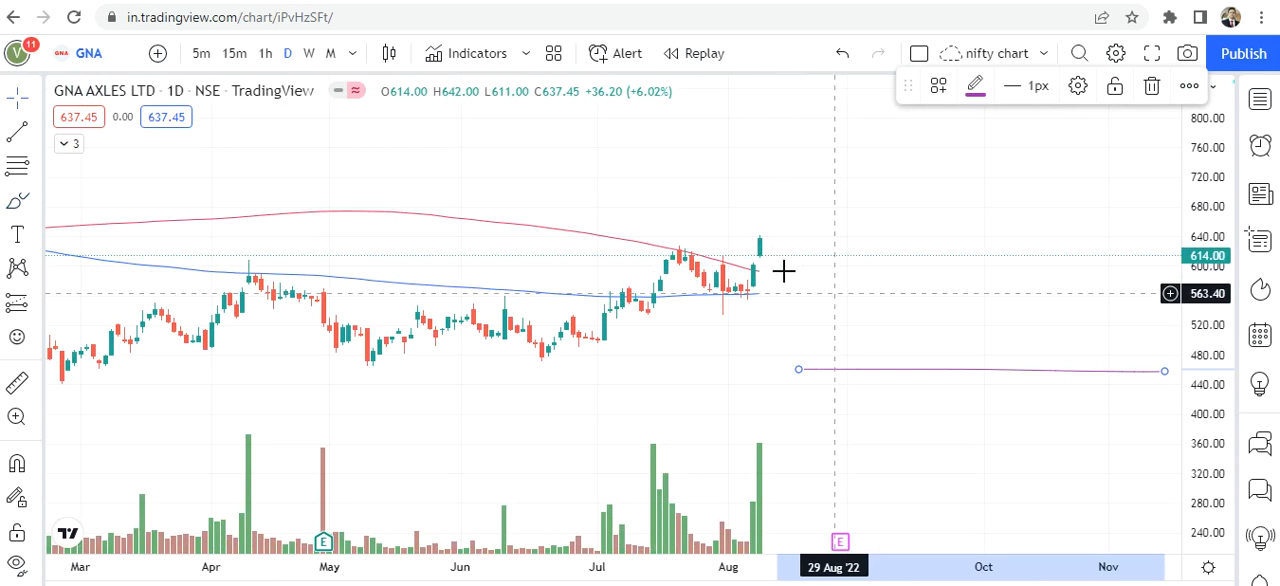 in.tradingview.com/chart/iPvHzSFt/
V 11 GNA GNA 5m 15m 1h D W M Indicators Alert Replay nifty chart Publish
1px
GNA AXLES LTD · 1D · NSE · TradingView O614.00 H642.00 L611.00 C637.45 +36.20 (+6.02%)
637.45 0.00 637.45
3
800.00
760.00
720.00
680.00
640.00
614.00
600.00
563.40
520.00
480.00
440.00
400.00
360.00
320.00
280.00
240.00
E E
Mar Apr May Jun Jul Aug 29 Aug '22 Oct Nov